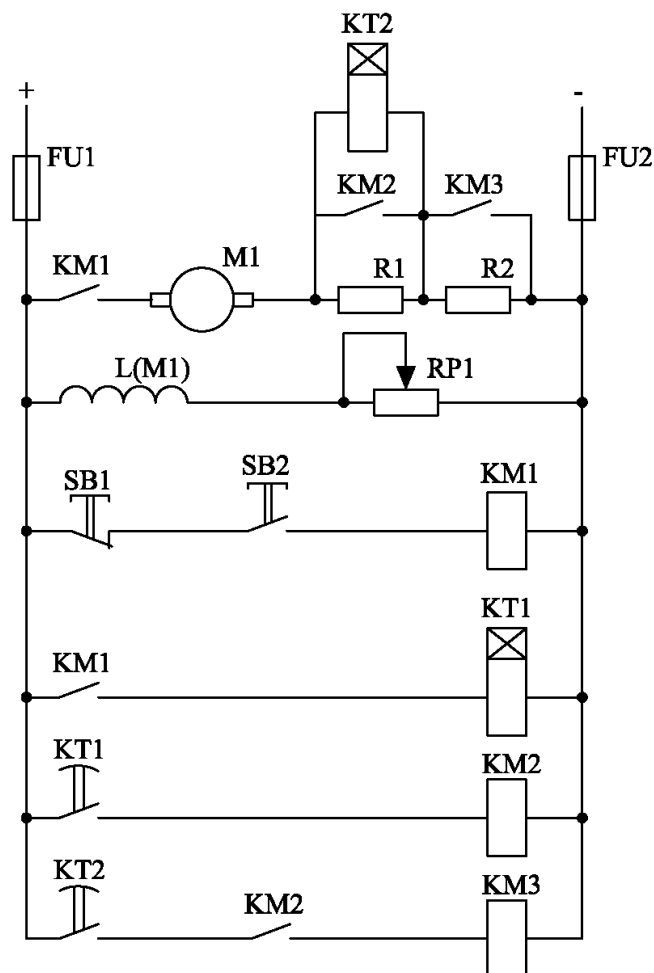 KT2
+
-
FU1
FU2
KM2
KM3
KM1
M1
R1
R2
L(M1)
RP1
SB1
SB2
KM1
KT1
KM1
KT1
KM2
KT2
KM2
KM3